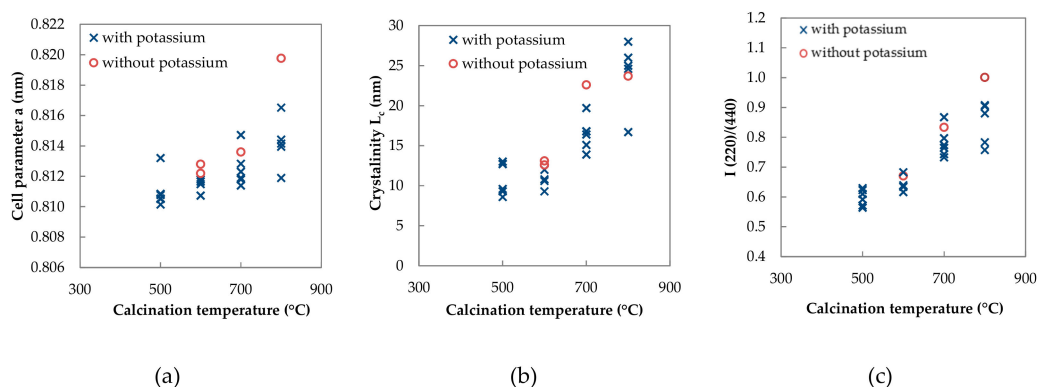 0.822
0.820
0.818
0.816
0.814
0.812
0.810
0.808
0.806
Cell parameter a (nm)
with potassium
without potassium
300
500
700
900
Calcination temperature (°C)
(a)
30
25
20
15
10
5
0
Crystalinity Lc (nm)
with potassium
without potassium
300
500
700
900
Calcination temperature (°C)
(b)
1.2
1.1
1.0
0.9
0.8
0.7
0.6
0.5
0.4
I (220)/(440)
with potassium
without potassium
300
500
700
900
Calcination temperature (°C)
(c)